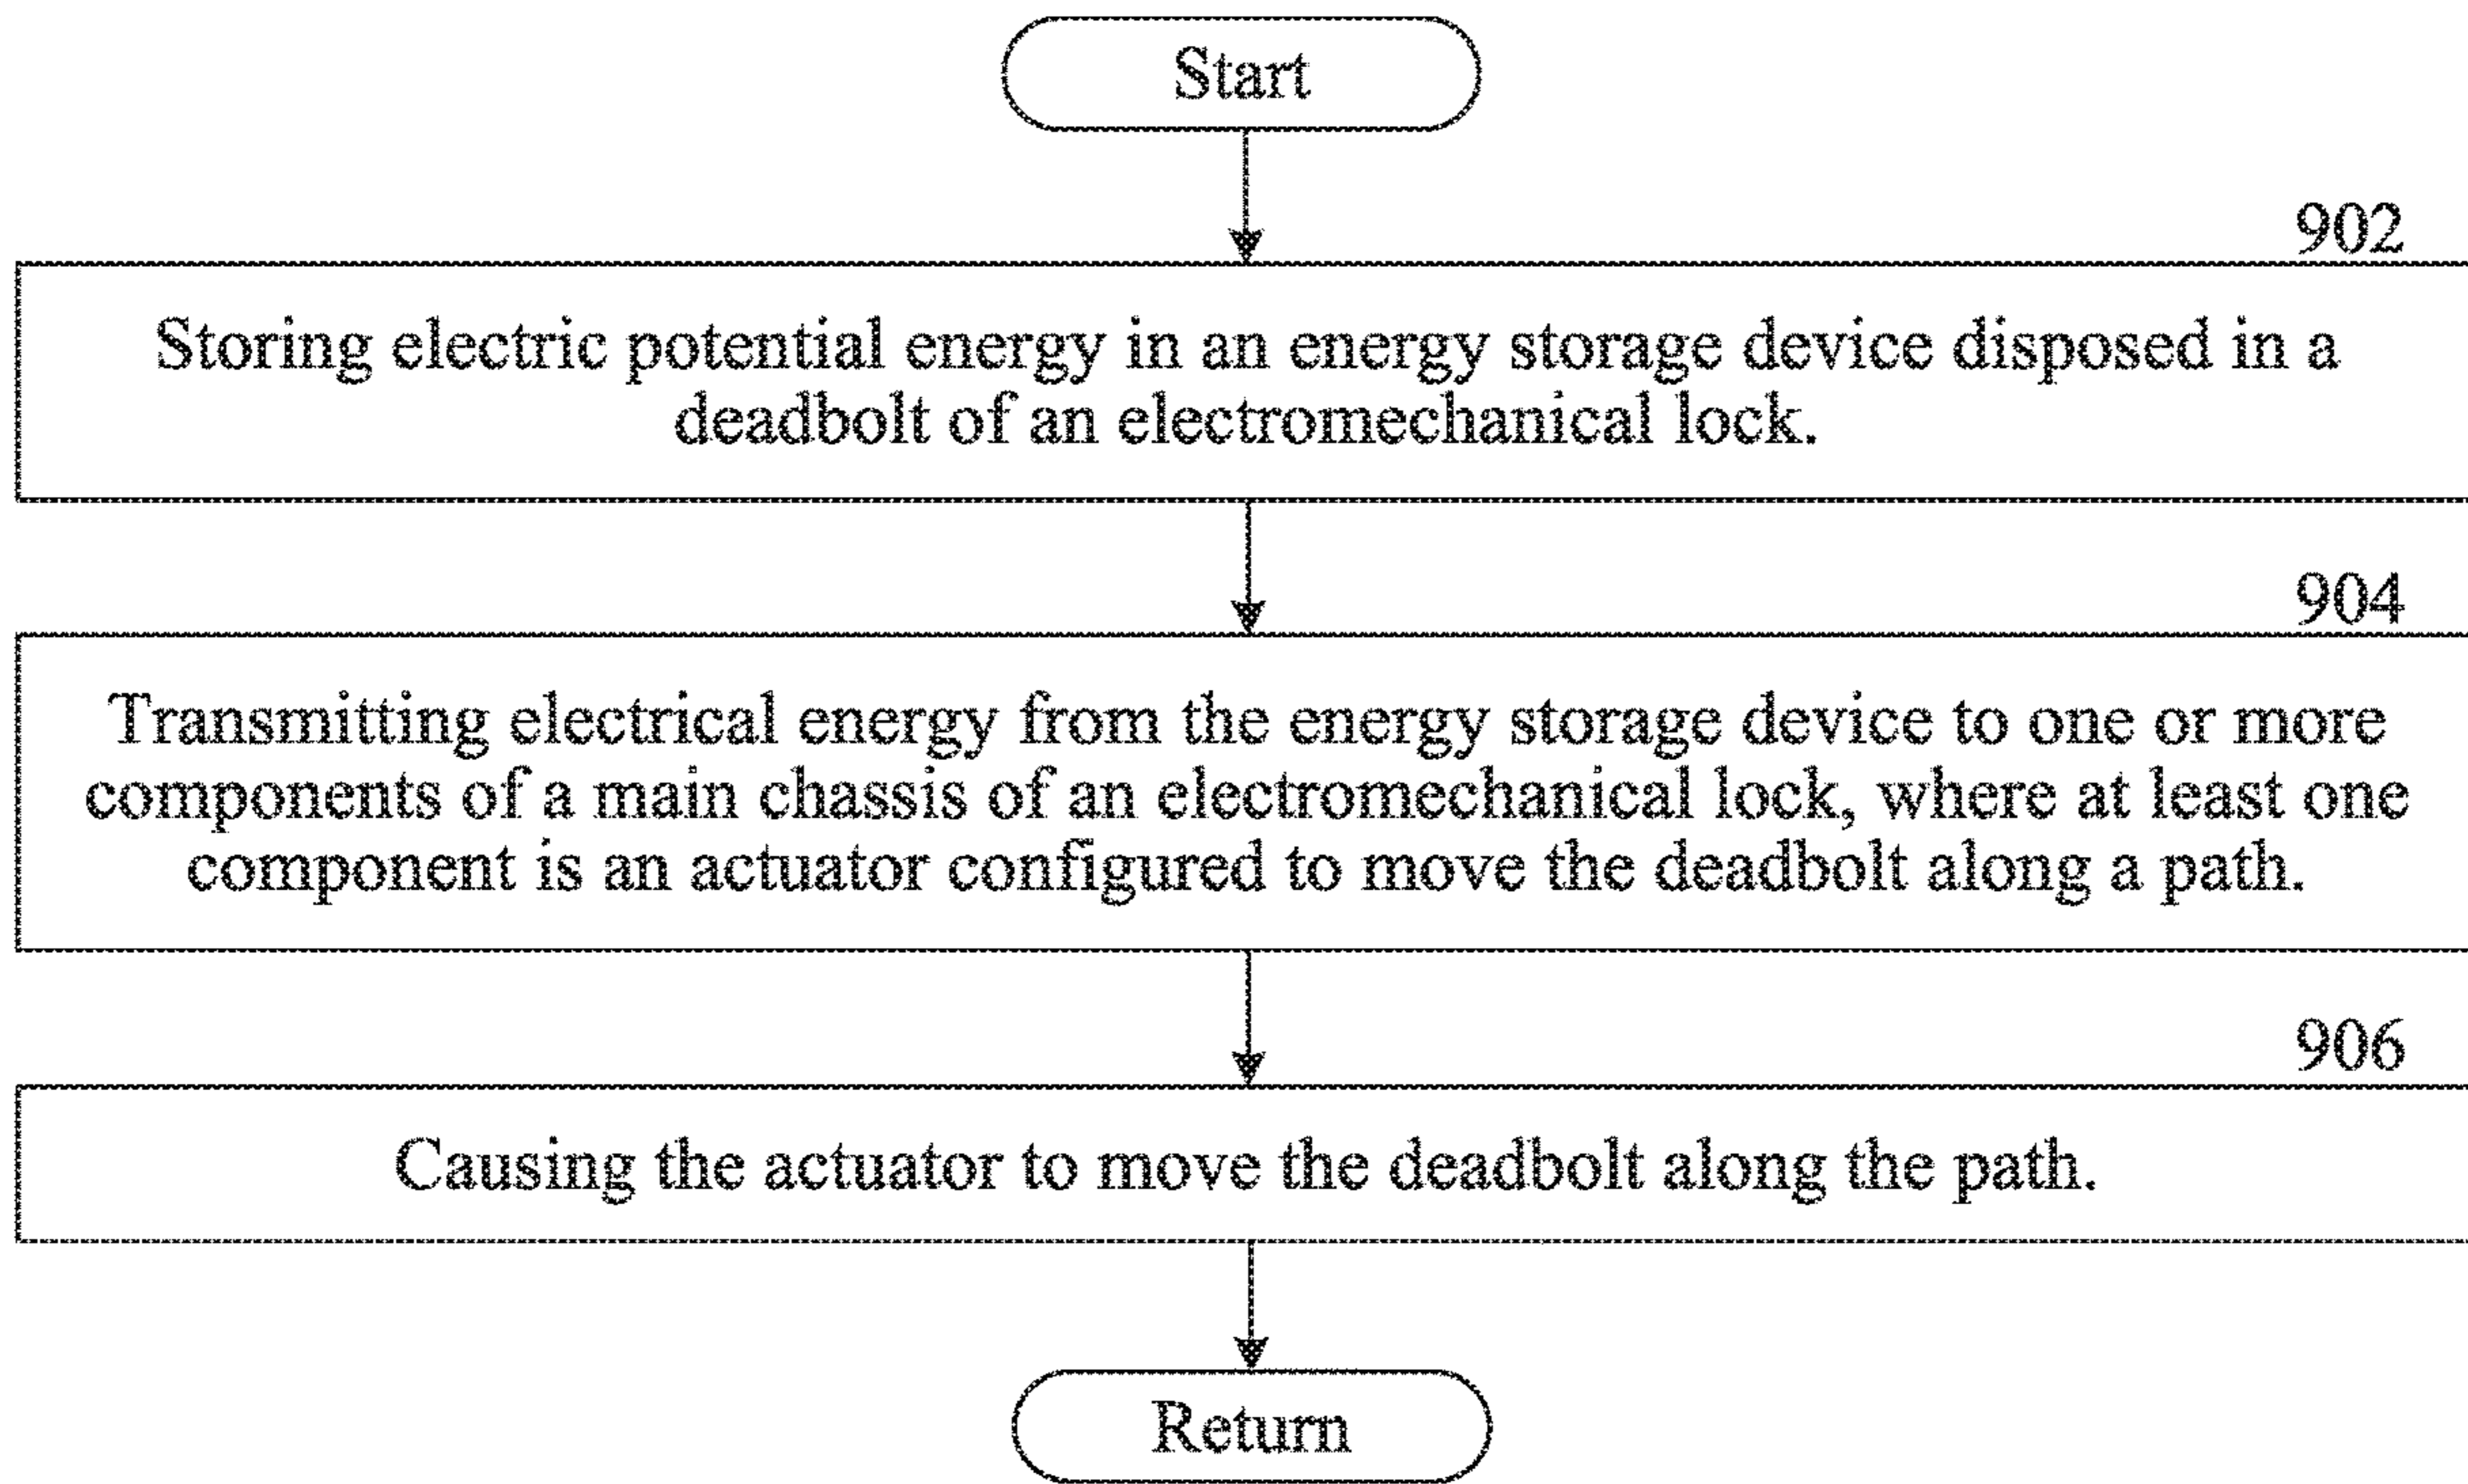 Start
902
Storing electric potential energy in an energy storage device disposed in a
deadbolt of an electromechanical lock.
904
Transmitting electrical energy from the energy storage device to one or more
components of a main chassis of an electromechanical lock, where at least one
component is an actuator configured to move the deadbolt along a path.
906
Causing the actuator to move the deadbolt along the path.
Return